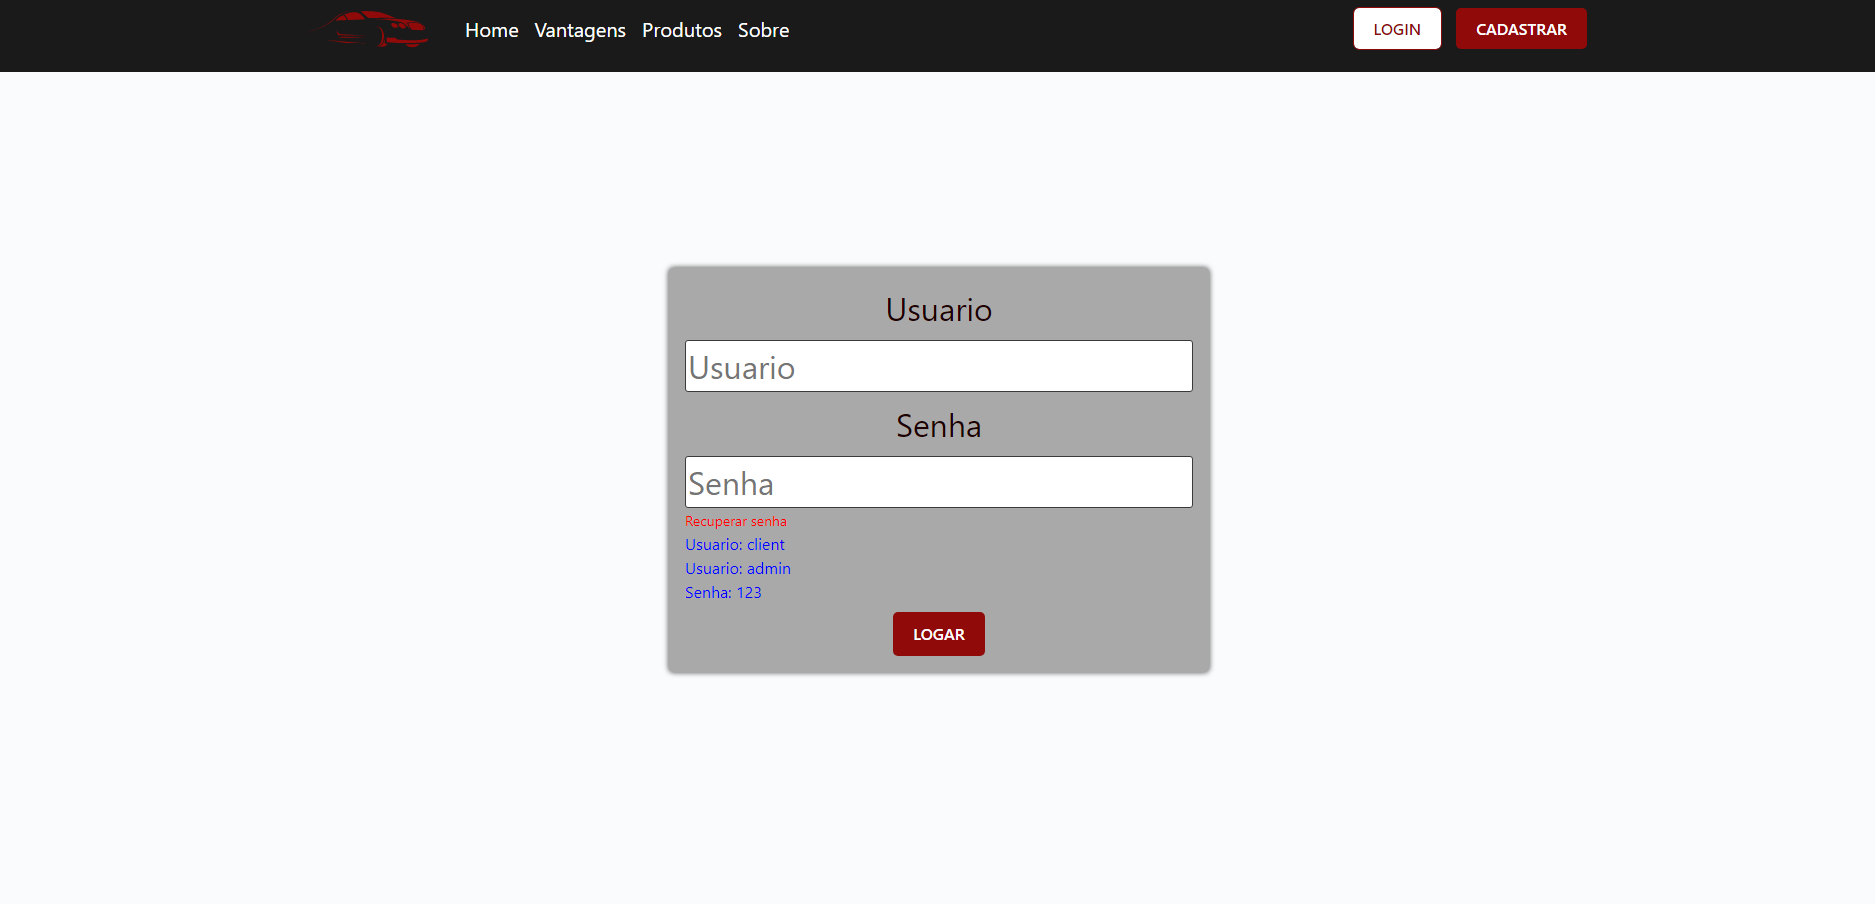 Home Vantagens Produtos Sobre LOGIN CADASTRAR
Usuario
Usuario
Senha
Senha
Recuperar senha
Usuario: client
Usuario: admin
Senha: 123
LOGAR